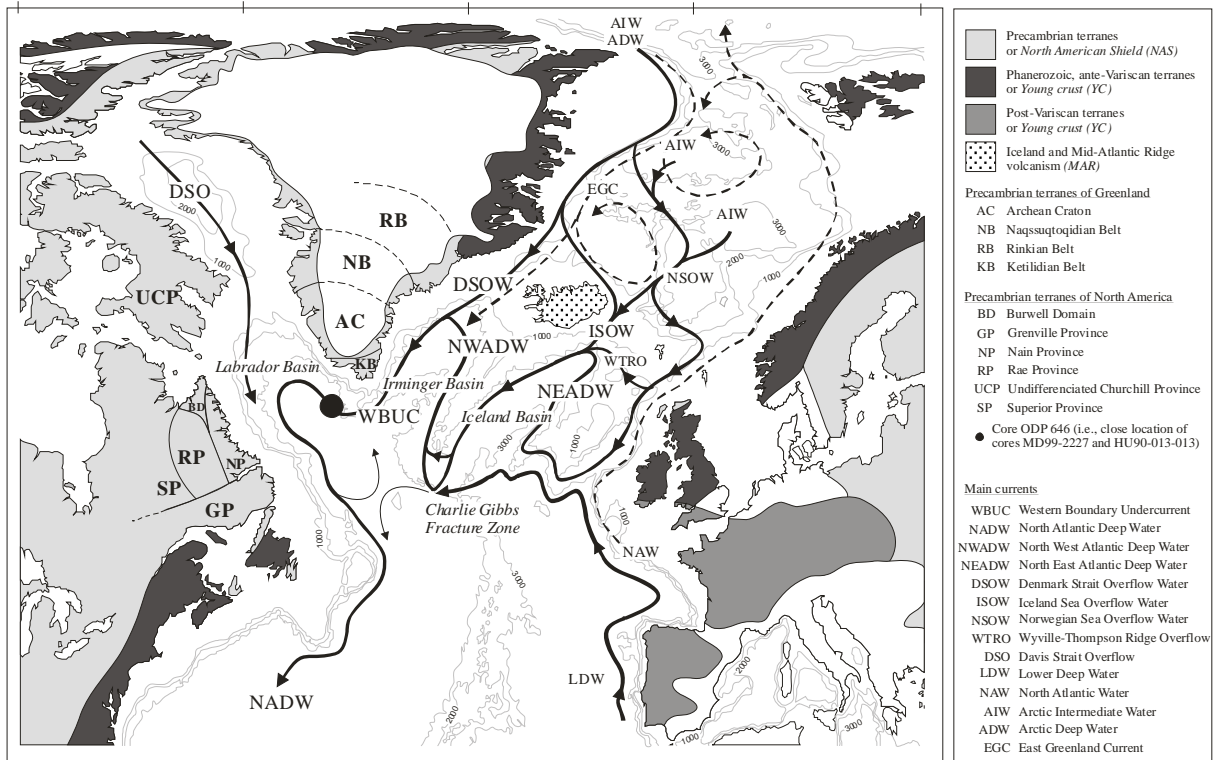 AIW
ADW
3000
AIW
3000
EGC
AIW
3000
2000
1000
DSO
2000
1000
RB
NB
AC
KB
UCP
DSOW
NSOW
ISOW
1000
NWADW
WTRO
NEADW
Labrador Basin
Irminger Basin
Iceland Basin
WBUC
BD
RP
NP
SP
GP
3000
1000
Charlie Gibbs
Fracture Zone
1000
1000
NAW
3000
LDW
NADW
2000
2000
1000
3000
Precambrian terranes
or North American Shield (NAS)
Phanerozoic, ante-Variscan terranes
or Young crust (YC)
Post-Variscan terranes
or Young crust (YC)
Iceland and Mid-Atlantic Ridge
volcanism (MAR)
Precambrian terranes of Greenland
AC Archean Craton
NB Naqssuqtoqidian Belt
RB Rinkian Belt
KB Ketilidian Belt
Precambrian terranes of North America
BD Burwell Domain
GP Grenville Province
NP Nain Province
RP Rae Province
UCP Undifferenciated Churchill Province
SP Superior Province
Core ODP 646 (i.e., close location of
cores MD99-2227 and HU90-013-013)
Main currents
WBUC Western Boundary Undercurrent
NADW North Atlantic Deep Water
NWADW North West Atlantic Deep Water
NEADW North East Atlantic Deep Water
DSOW Denmark Strait Overflow Water
ISOW Iceland Sea Overflow Water
NSOW Norwegian Sea Overflow Water
WTRO Wyville-Thompson Ridge Overflow
DSO Davis Strait Overflow
LDW Lower Deep Water
NAW North Atlantic Water
AIW Arctic Intermediate Water
ADW Arctic Deep Water
EGC East Greenland Current